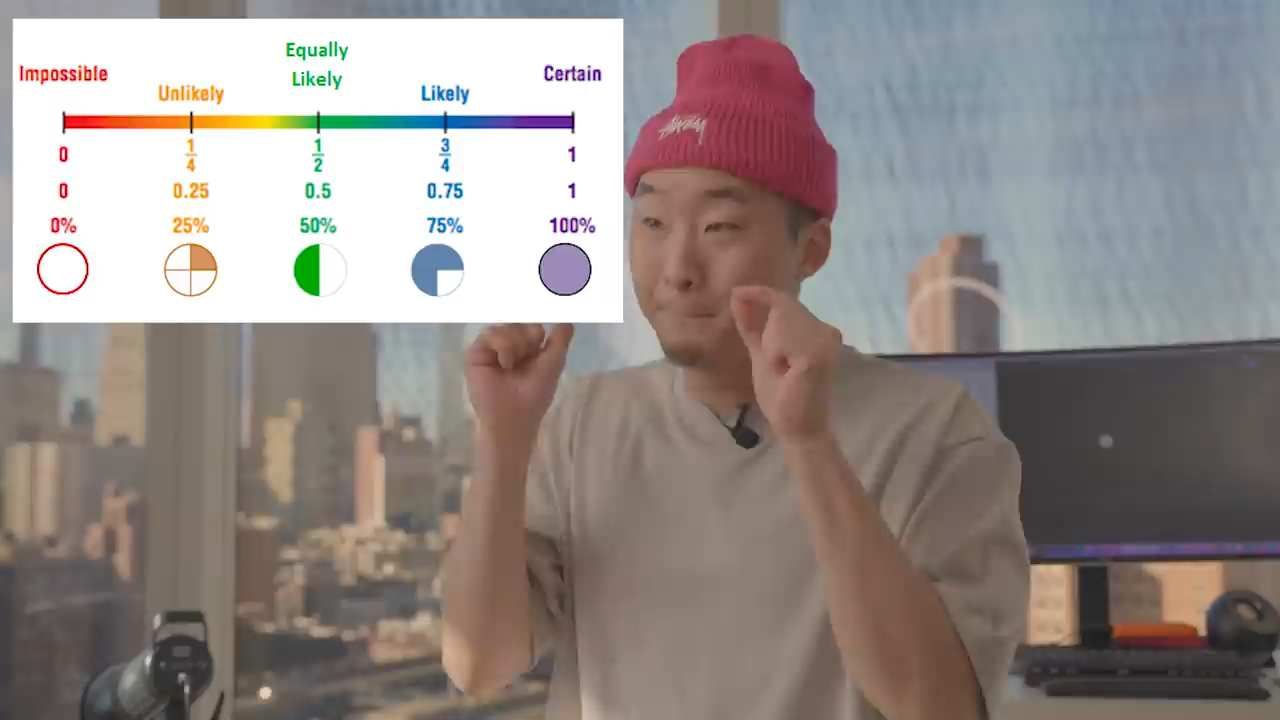 Equally
Likely
Impossible
Certain
Unlikely
Likely
0 1/4 1/2 3/4 1
0 0.25 0.5 0.75 1
0% 25% 50% 75% 100%
Stüssy